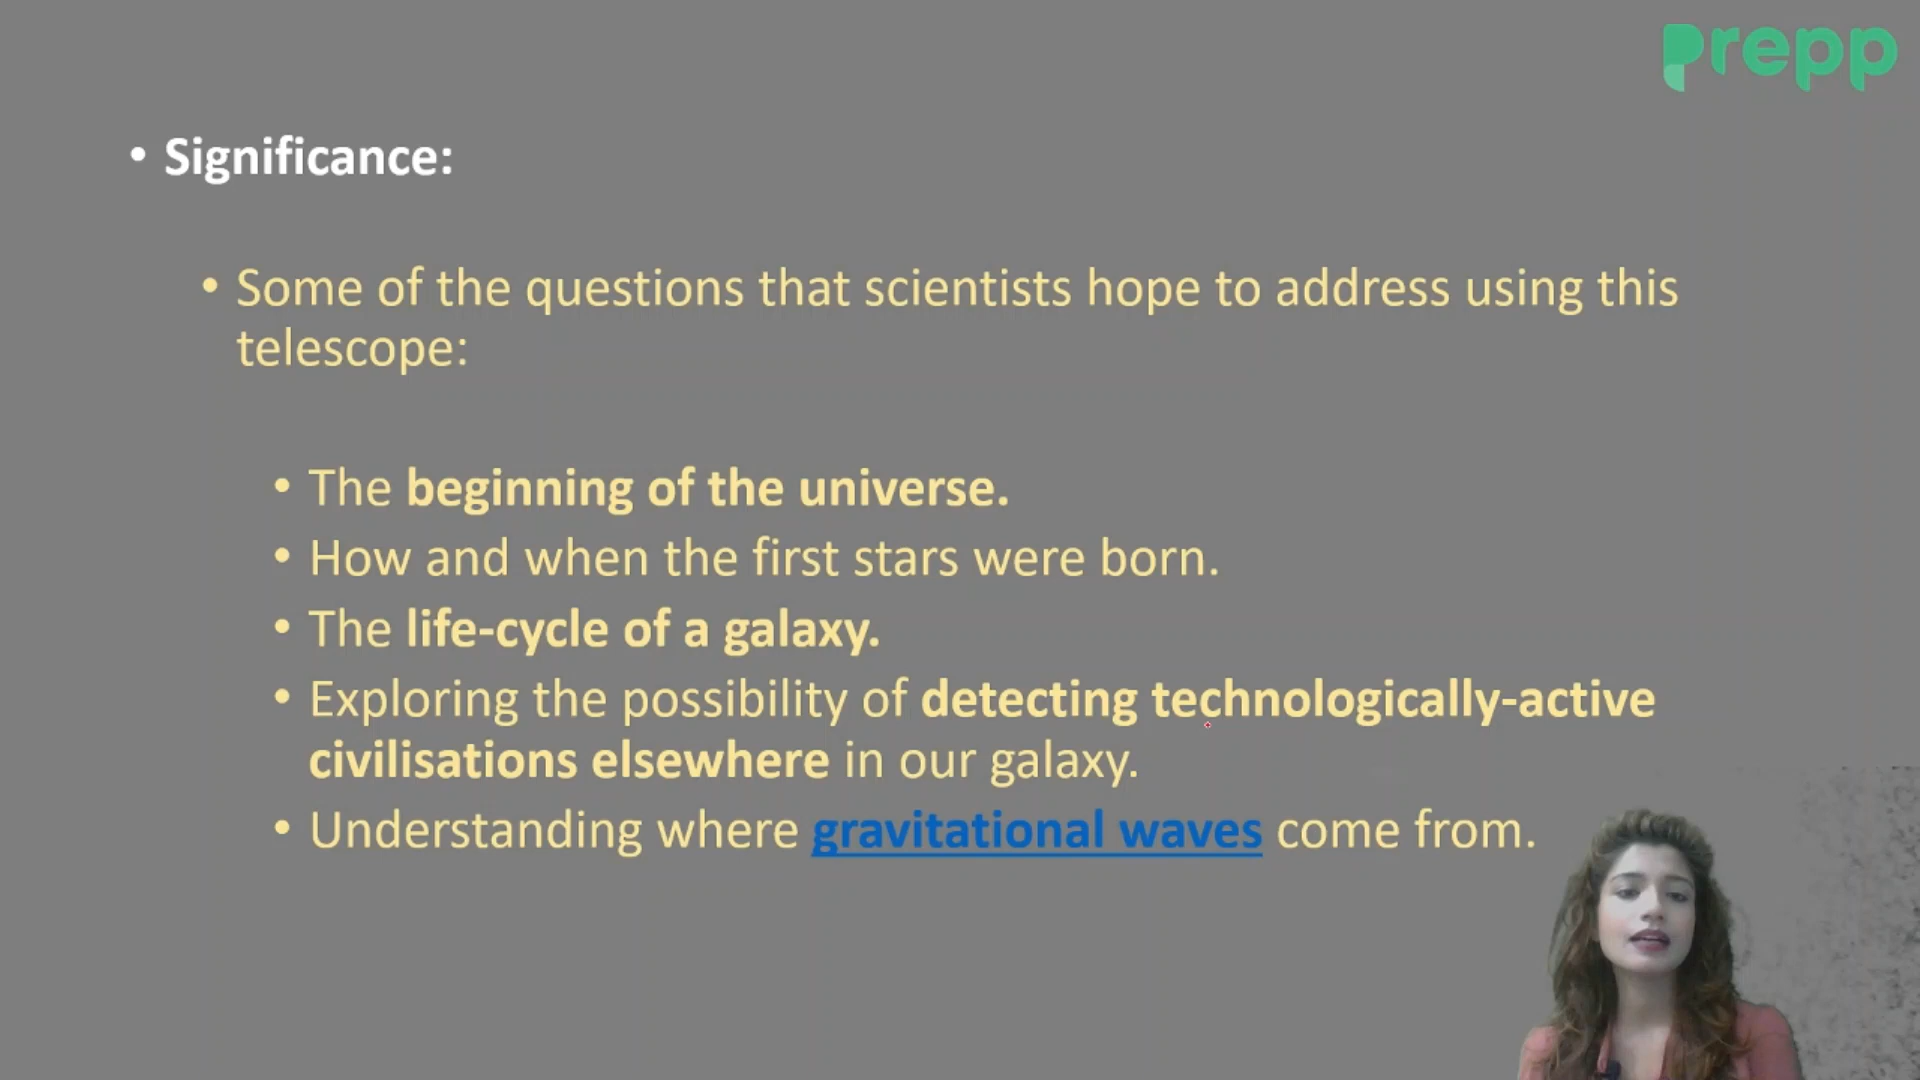 prepp
• Significance:
• Some of the questions that scientists hope to address using this
telescope:
• The beginning of the universe.
• How and when the first stars were born.
• The life-cycle of a galaxy.
• Exploring the possibility of detecting technologically-active
civilisations elsewhere in our galaxy.
• Understanding where gravitational waves come from.